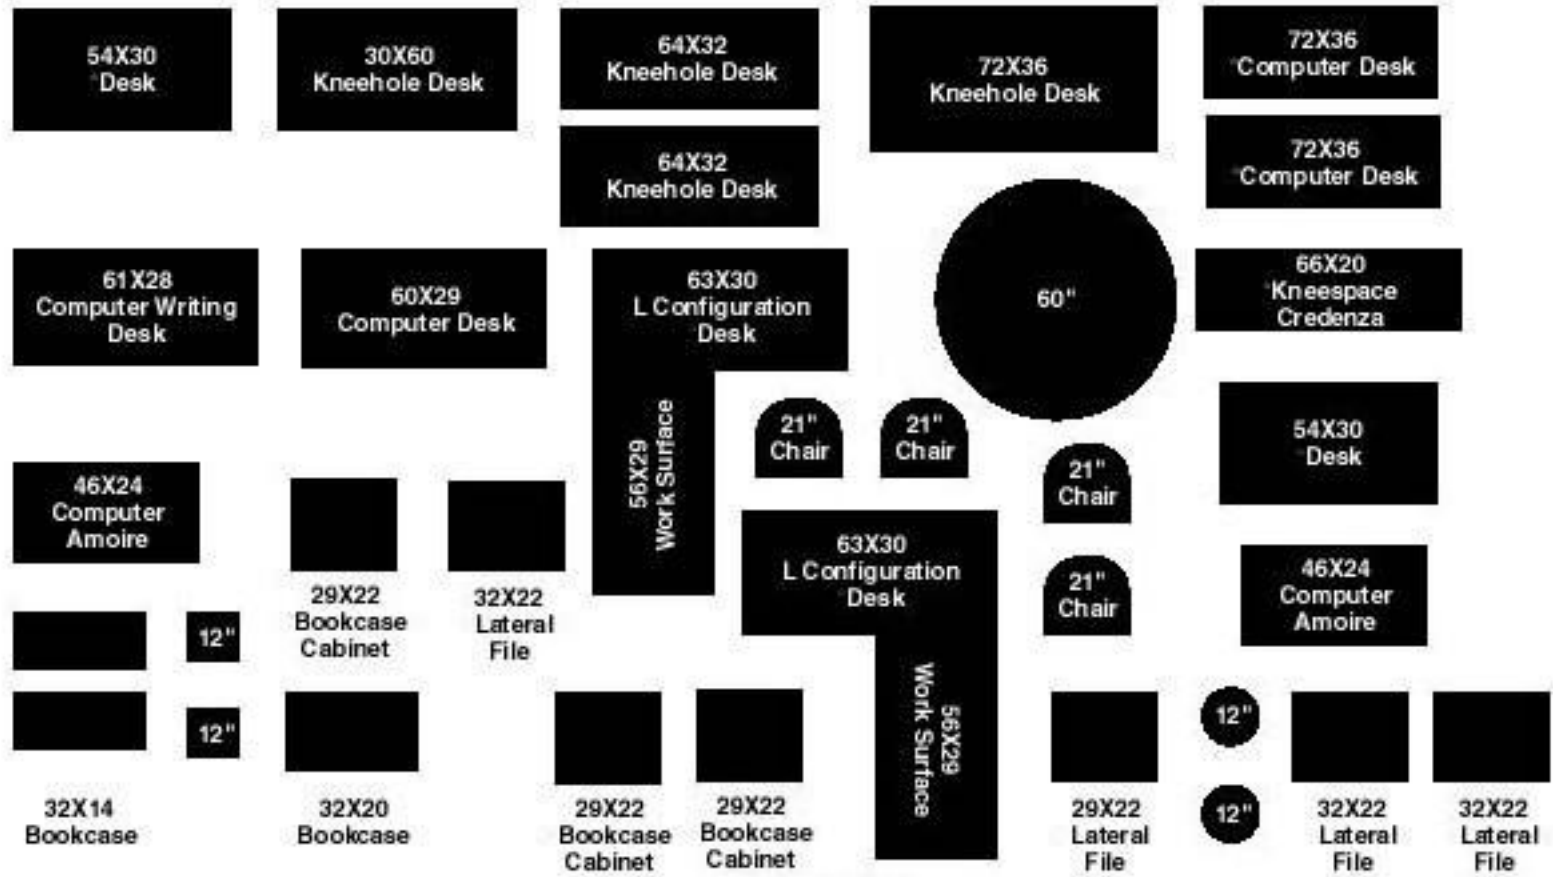 54X30
Desk
30X60
Kneehole Desk
64X32
Kneehole Desk
72X36
Kneehole Desk
72X36
Computer Desk
64X32
Kneehole Desk
72X36
Computer Desk
61X28
Computer Writing
Desk
60X29
Computer Desk
63X30
L Configuration
Desk
56X29
Work Surface
60"
66X20
Kneespace
Credenza
21"
Chair
21"
Chair
54X30
Desk
46X24
Computer
Amoire
29X22
Bookcase
Cabinet
32X22
Lateral
File
21"
Chair
63X30
L Configuration
Desk
56X29
Work Surface
21"
Chair
46X24
Computer
Amoire
12"
12"
32X14
Bookcase
32X20
Bookcase
29X22
Bookcase
Cabinet
29X22
Bookcase
Cabinet
29X22
Lateral
File
12"
12"
32X22
Lateral
File
32X22
Lateral
File